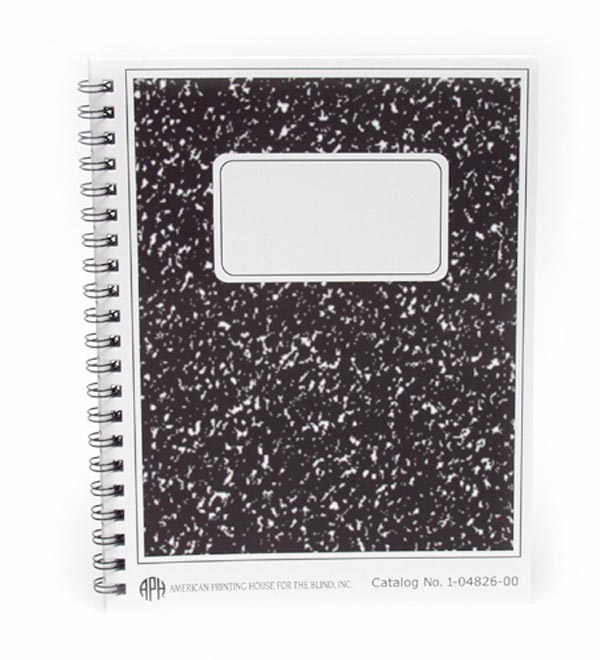 APH AMERICAN PRINTING HOUSE FOR THE BLIND, INC. Catalog No. 1-04826-00